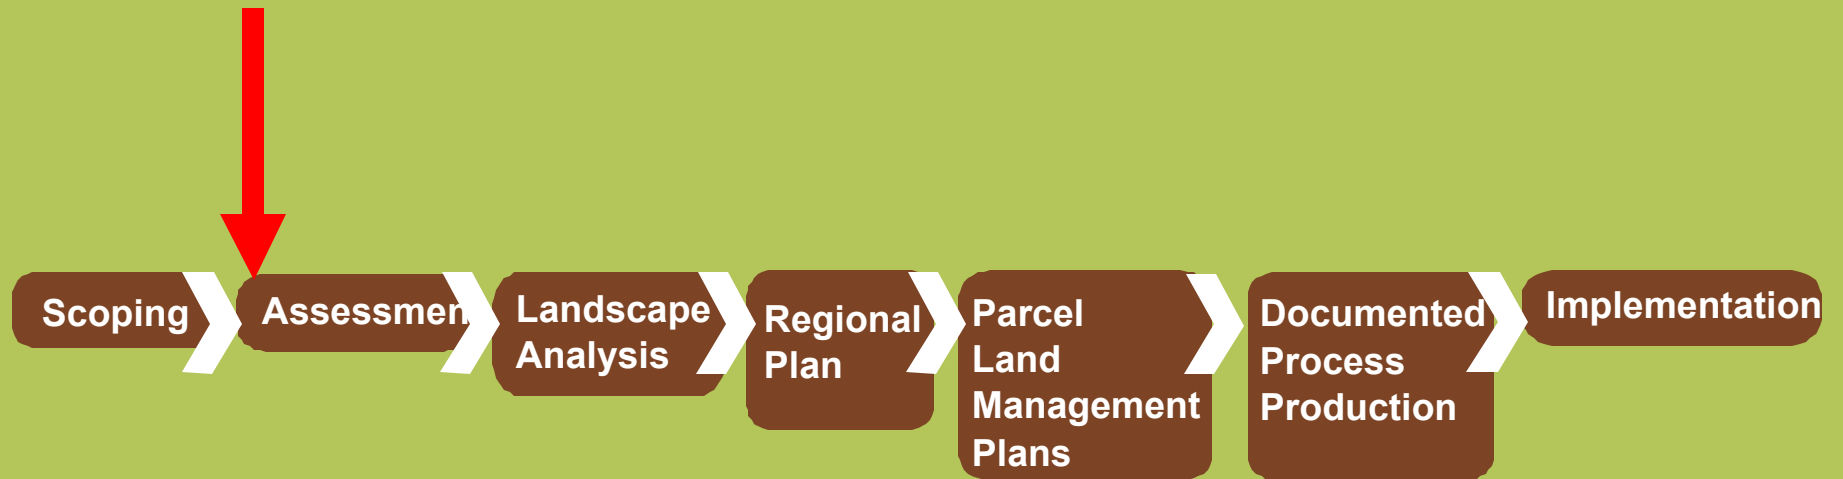 Scoping
Assessmen
Landscape
Analysis
Regional
Plan
Parcel
Land
Management
Plans
Documented
Process
Production
Implementation